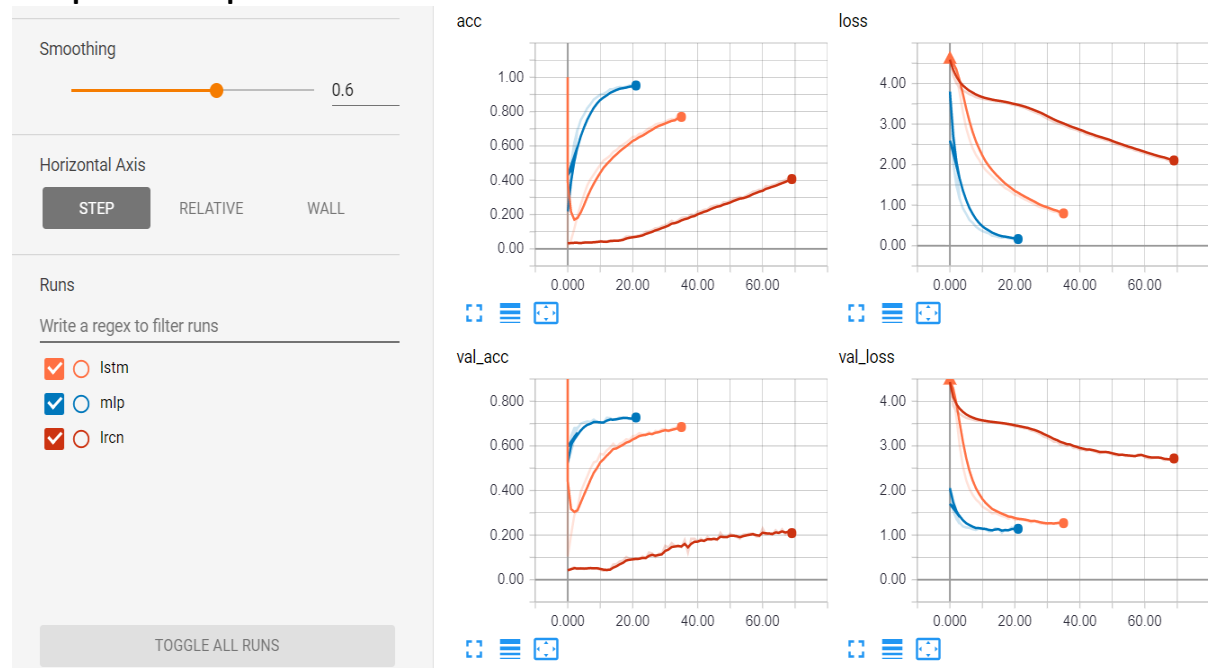 Smoothing
0.6
Horizontal Axis
STEP RELATIVE WALL
Runs
Write a regex to filter runs
lstm
mlp
lrcn
TOGGLE ALL RUNS
acc
1.00
0.800
0.600
0.400
0.200
0.00
0.000 20.00 40.00 60.00
loss
4.00
3.00
2.00
1.00
0.00
0.000 20.00 40.00 60.00
val_acc
0.800
0.600
0.400
0.200
0.00
0.000 20.00 40.00 60.00
val_loss
4.00
3.00
2.00
1.00
0.00
0.000 20.00 40.00 60.00